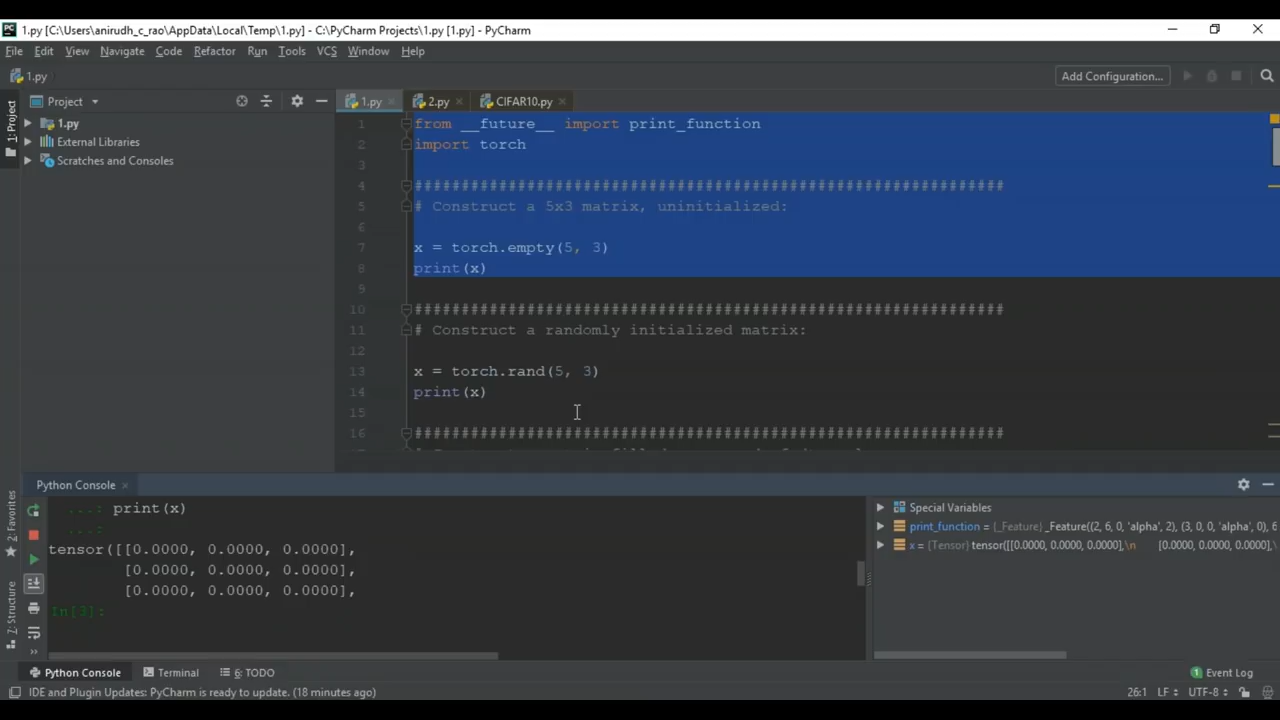 1.py [C:\Users\anirudh_c_rao\AppData\Local\Temp\1.py] - C:\PyCharm Projects\1.py [1.py] - PyCharm
File Edit View Navigate Code Refactor Run Tools VCS Window Help
1.py Add Configuration...
1: Project
Project
1.py
External Libraries
Scratches and Consoles
1.py 2.py CIFAR10.py
1 from __future__ import print_function
2 import torch
3
4 ################################################################
5 # Construct a 5x3 matrix, uninitialized:
6
7 x = torch.empty(5, 3)
8 print(x)
9
10 ################################################################
11 # Construct a randomly initialized matrix:
12
13 x = torch.rand(5, 3)
14 print(x)
15
16 ################################################################
Python Console
...: print(x)
...:
tensor([[0.0000, 0.0000, 0.0000],
[0.0000, 0.0000, 0.0000],
[0.0000, 0.0000, 0.0000],
In[3]:
Special Variables
print_function = {_Feature} _Feature((2, 6, 0, 'alpha', 2), (3, 0, 0, 'alpha', 0), 6
x = {Tensor} tensor([[0.0000, 0.0000, 0.0000],\n [0.0000, 0.0000, 0.0000],\
2: Favorites
7: Structure
Python Console Terminal 6: TODO 1 Event Log
IDE and Plugin Updates: PyCharm is ready to update. (18 minutes ago) 26:1 LF UTF-8